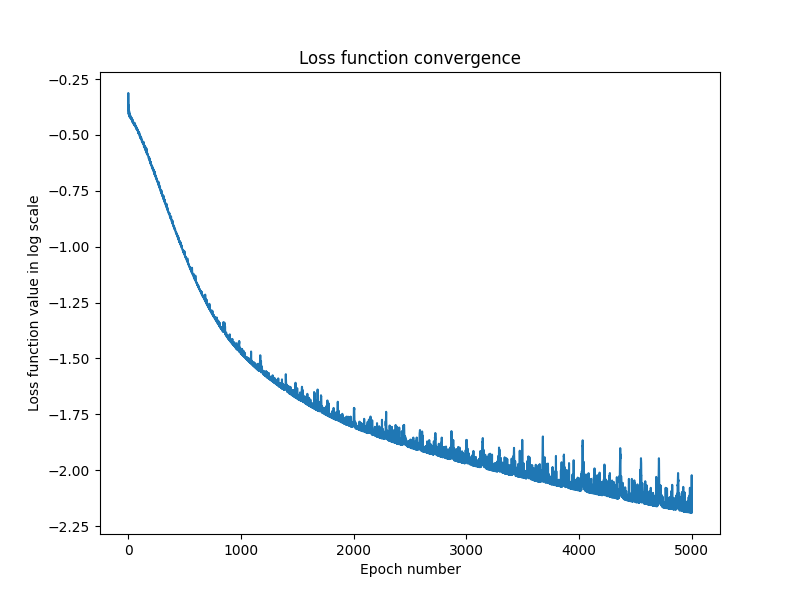 Loss function convergence
Loss function value in log scale
−0.25
−0.50
−0.75
−1.00
−1.25
−1.50
−1.75
−2.00
−2.25
0 1000 2000 3000 4000 5000
Epoch number